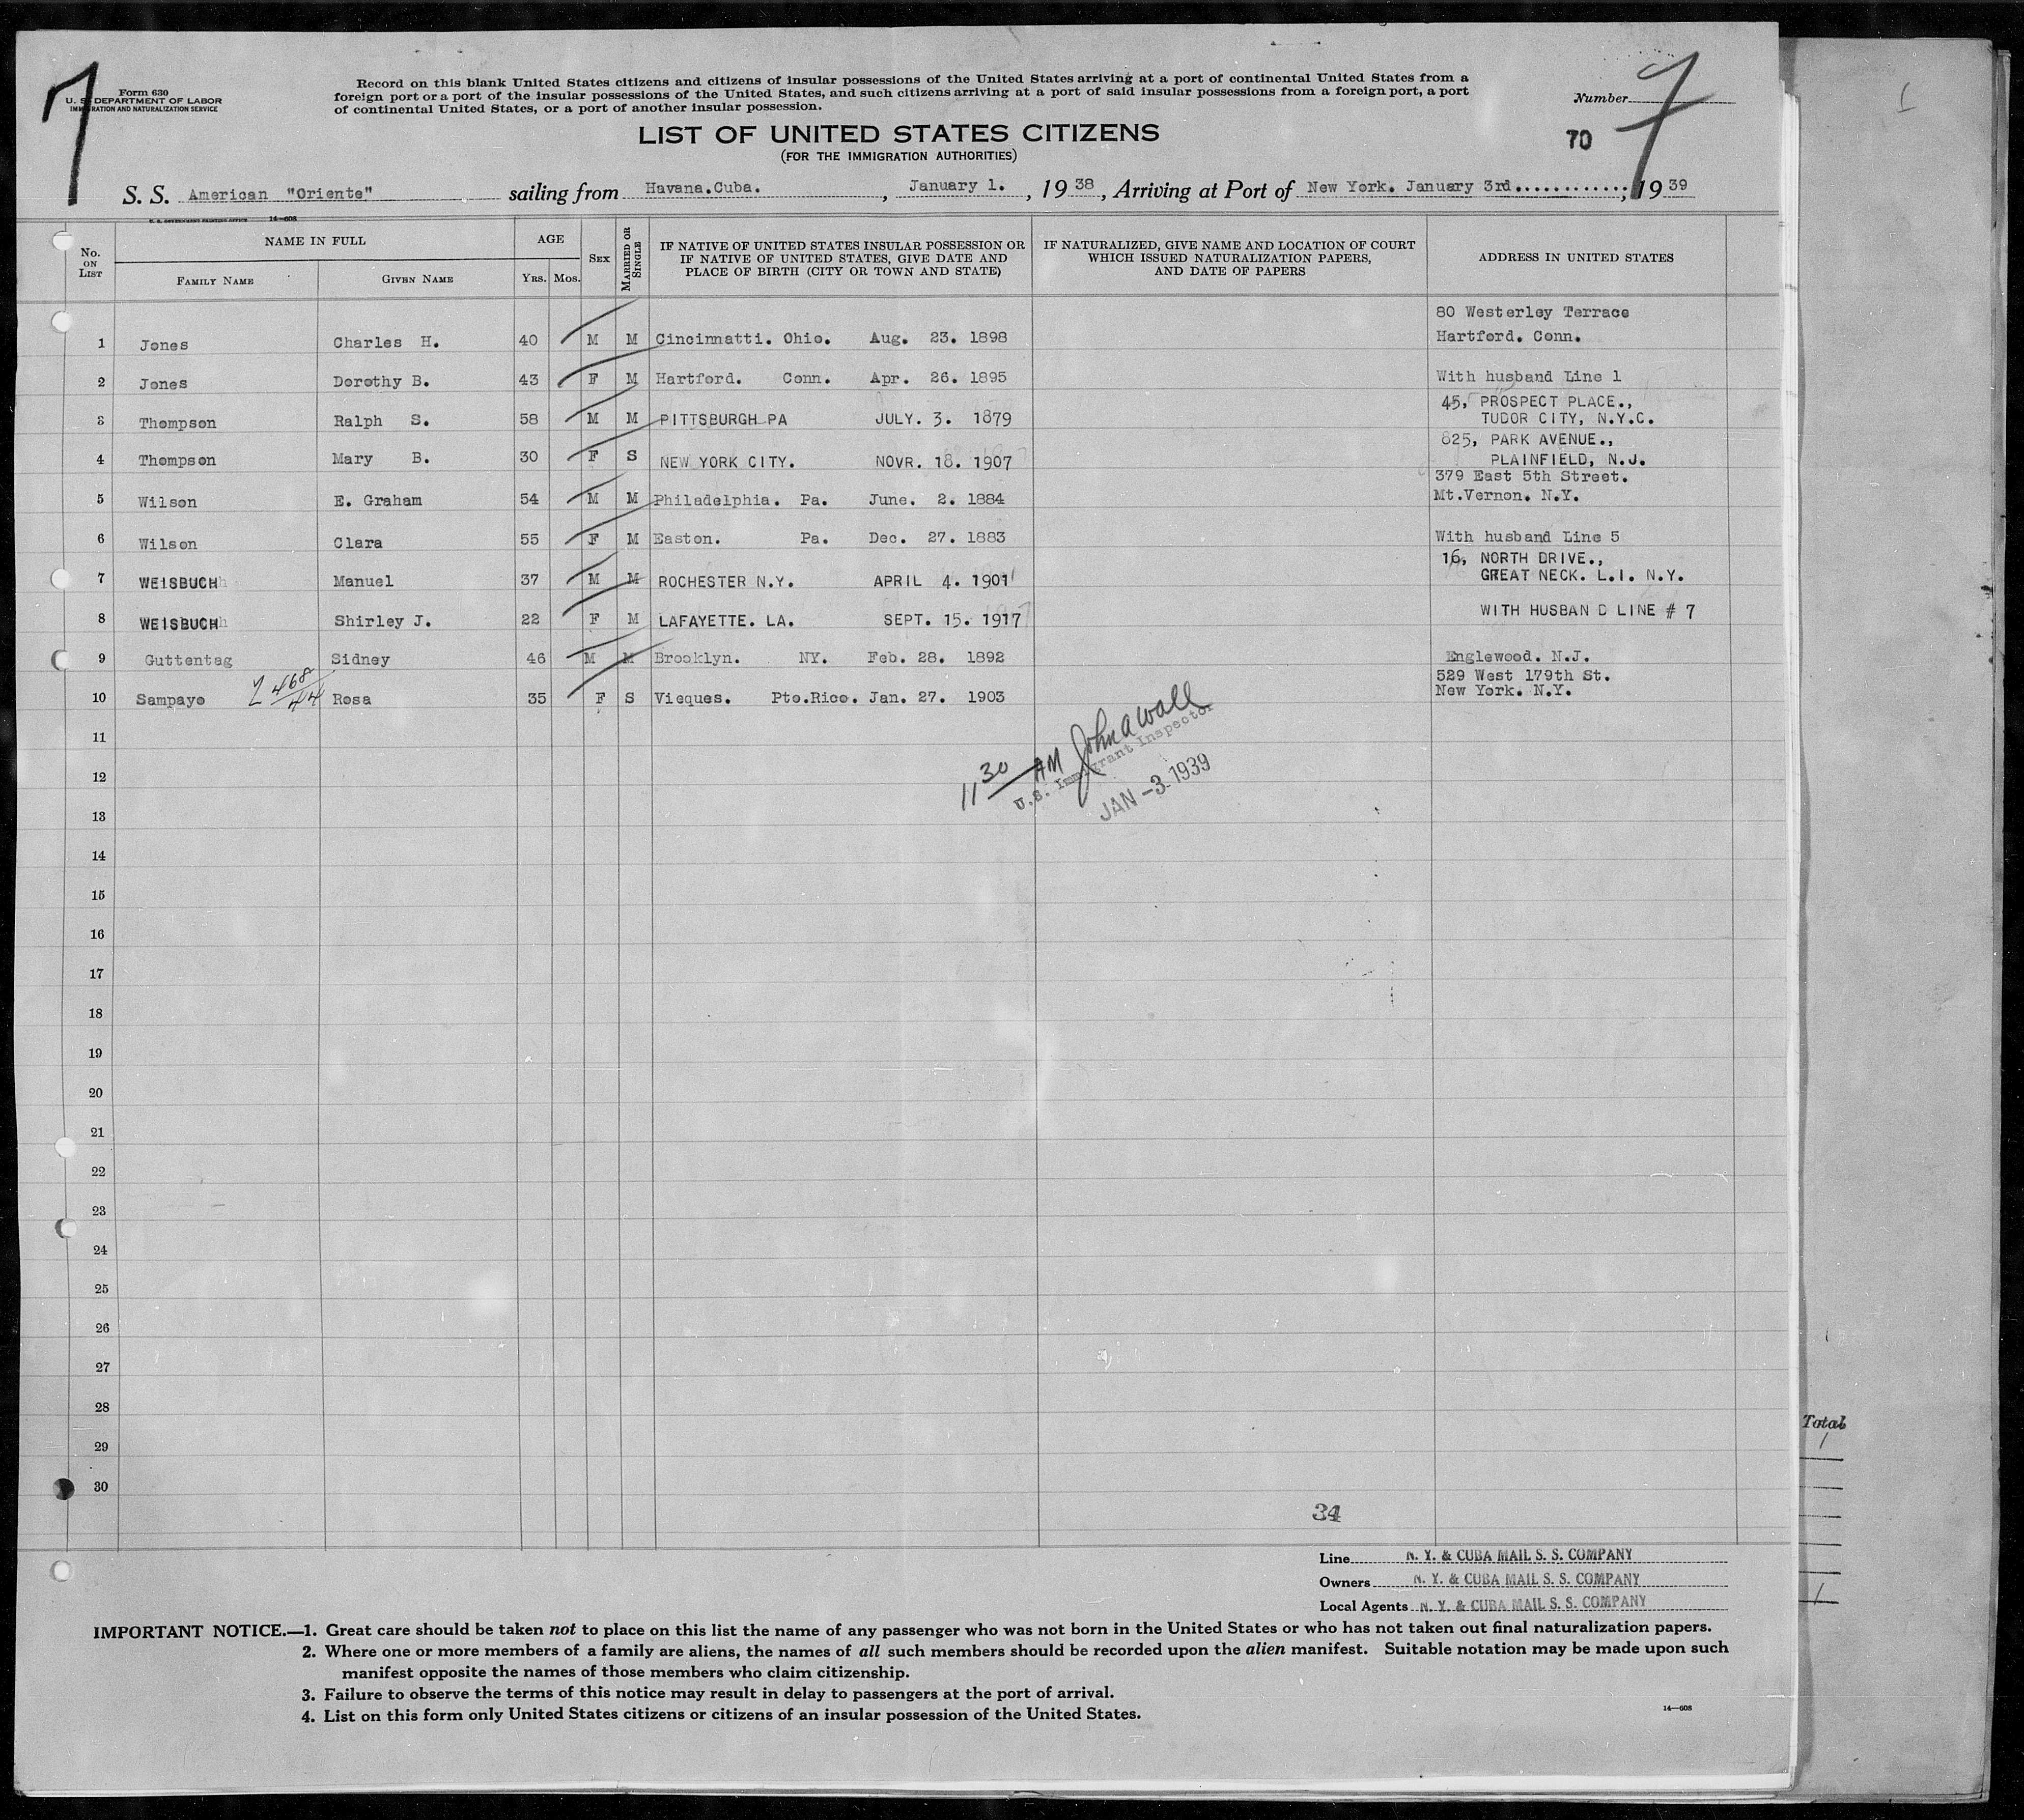 7
Form 630
U. S. DEPARTMENT OF LABOR
IMMIGRATION AND NATURALIZATION SERVICE
Record on this blank United States citizens and citizens of insular possessions of the United States arriving at a port of continental United States from a
foreign port or a port of the insular possessions of the United States, and such citizens arriving at a port of said insular possessions from a foreign port, a port
of continental United States, or a port of another insular possession.
Number 7
LIST OF UNITED STATES CITIZENS
(FOR THE IMMIGRATION AUTHORITIES)
70
S. S. American "Oriente" sailing from Havana.Cuba. , January 1. , 19 38 , Arriving at Port of New York. January 3rd............; 19 39
U. S. GOVERNMENT PRINTING OFFICE 14—608
No. ON LIST NAME IN FULL AGE SEX MARRIED OR SINGLE IF NATIVE OF UNITED STATES INSULAR POSSESSION OR IF NATIVE OF UNITED STATES, GIVE DATE AND PLACE OF BIRTH (CITY OR TOWN AND STATE) IF NATURALIZED, GIVE NAME AND LOCATION OF COURT WHICH ISSUED NATURALIZATION PAPERS, AND DATE OF PAPERS ADDRESS IN UNITED STATES
FAMILY NAME GIVEN NAME YRS. MOS.
80 Westerley Terrace
1 Jones Charles H. 40 M M Cincinnatti. Ohio. Aug. 23. 1898 Hartford. Conn.
2 Jones Dorothy B. 43 F M Hartford. Conn. Apr. 26. 1895 With husband Line 1
45, PROSPECT PLACE.,
3 Thompson Ralph S. 58 M M PITTSBURGH PA JULY. 3. 1879 TUDOR CITY, N.Y.C.
825, PARK AVENUE.,
4 Thompson Mary B. 30 F S NEW YORK CITY. NOVR. 18. 1907 PLAINFIELD, N.J.
379 East 5th Street.
5 Wilson E. Graham 54 M M Philadelphia. Pa. June. 2. 1884 Mt.Vernon. N.Y.
6 Wilson Clara 55 F M Easton. Pa. Dec. 27. 1883 With husband Line 5
16, NORTH DRIVE.,
7 WEISBUCH Manuel 37 M M ROCHESTER N.Y. APRIL 4. 1901 GREAT NECK. L.I. N.Y.
8 WEISBUCH Shirley J. 22 F M LAFAYETTE. LA. SEPT. 15. 1917 WITH HUSBAN D LINE # 7
9 Guttentag Sidney 46 M M Brooklyn. NY. Feb. 28. 1892 Englewood. N.J.
529 West 179th St.
10 Sampayo 468/44 Rosa 35 F S Vieques. Pto.Rico. Jan. 27. 1903 New York. N.Y.
11
12
11 30 AM John A Wall
U.S. Immigrant Inspector
JAN -3 1939
13
14
15
16
17
18
19
20
21
22
23
24
25
26
27
28
29
30
Total
34
Line N. Y. & CUBA MAIL S. S. COMPANY
Owners N. Y. & CUBA MAIL S. S. COMPANY
Local Agents N. Y. & CUBA MAIL S. S. COMPANY
IMPORTANT NOTICE.—1. Great care should be taken not to place on this list the name of any passenger who was not born in the United States or who has not taken out final naturalization papers.
2. Where one or more members of a family are aliens, the names of all such members should be recorded upon the alien manifest. Suitable notation may be made upon such
manifest opposite the names of those members who claim citizenship.
3. Failure to observe the terms of this notice may result in delay to passengers at the port of arrival.
4. List on this form only United States citizens or citizens of an insular possession of the United States.
14—608